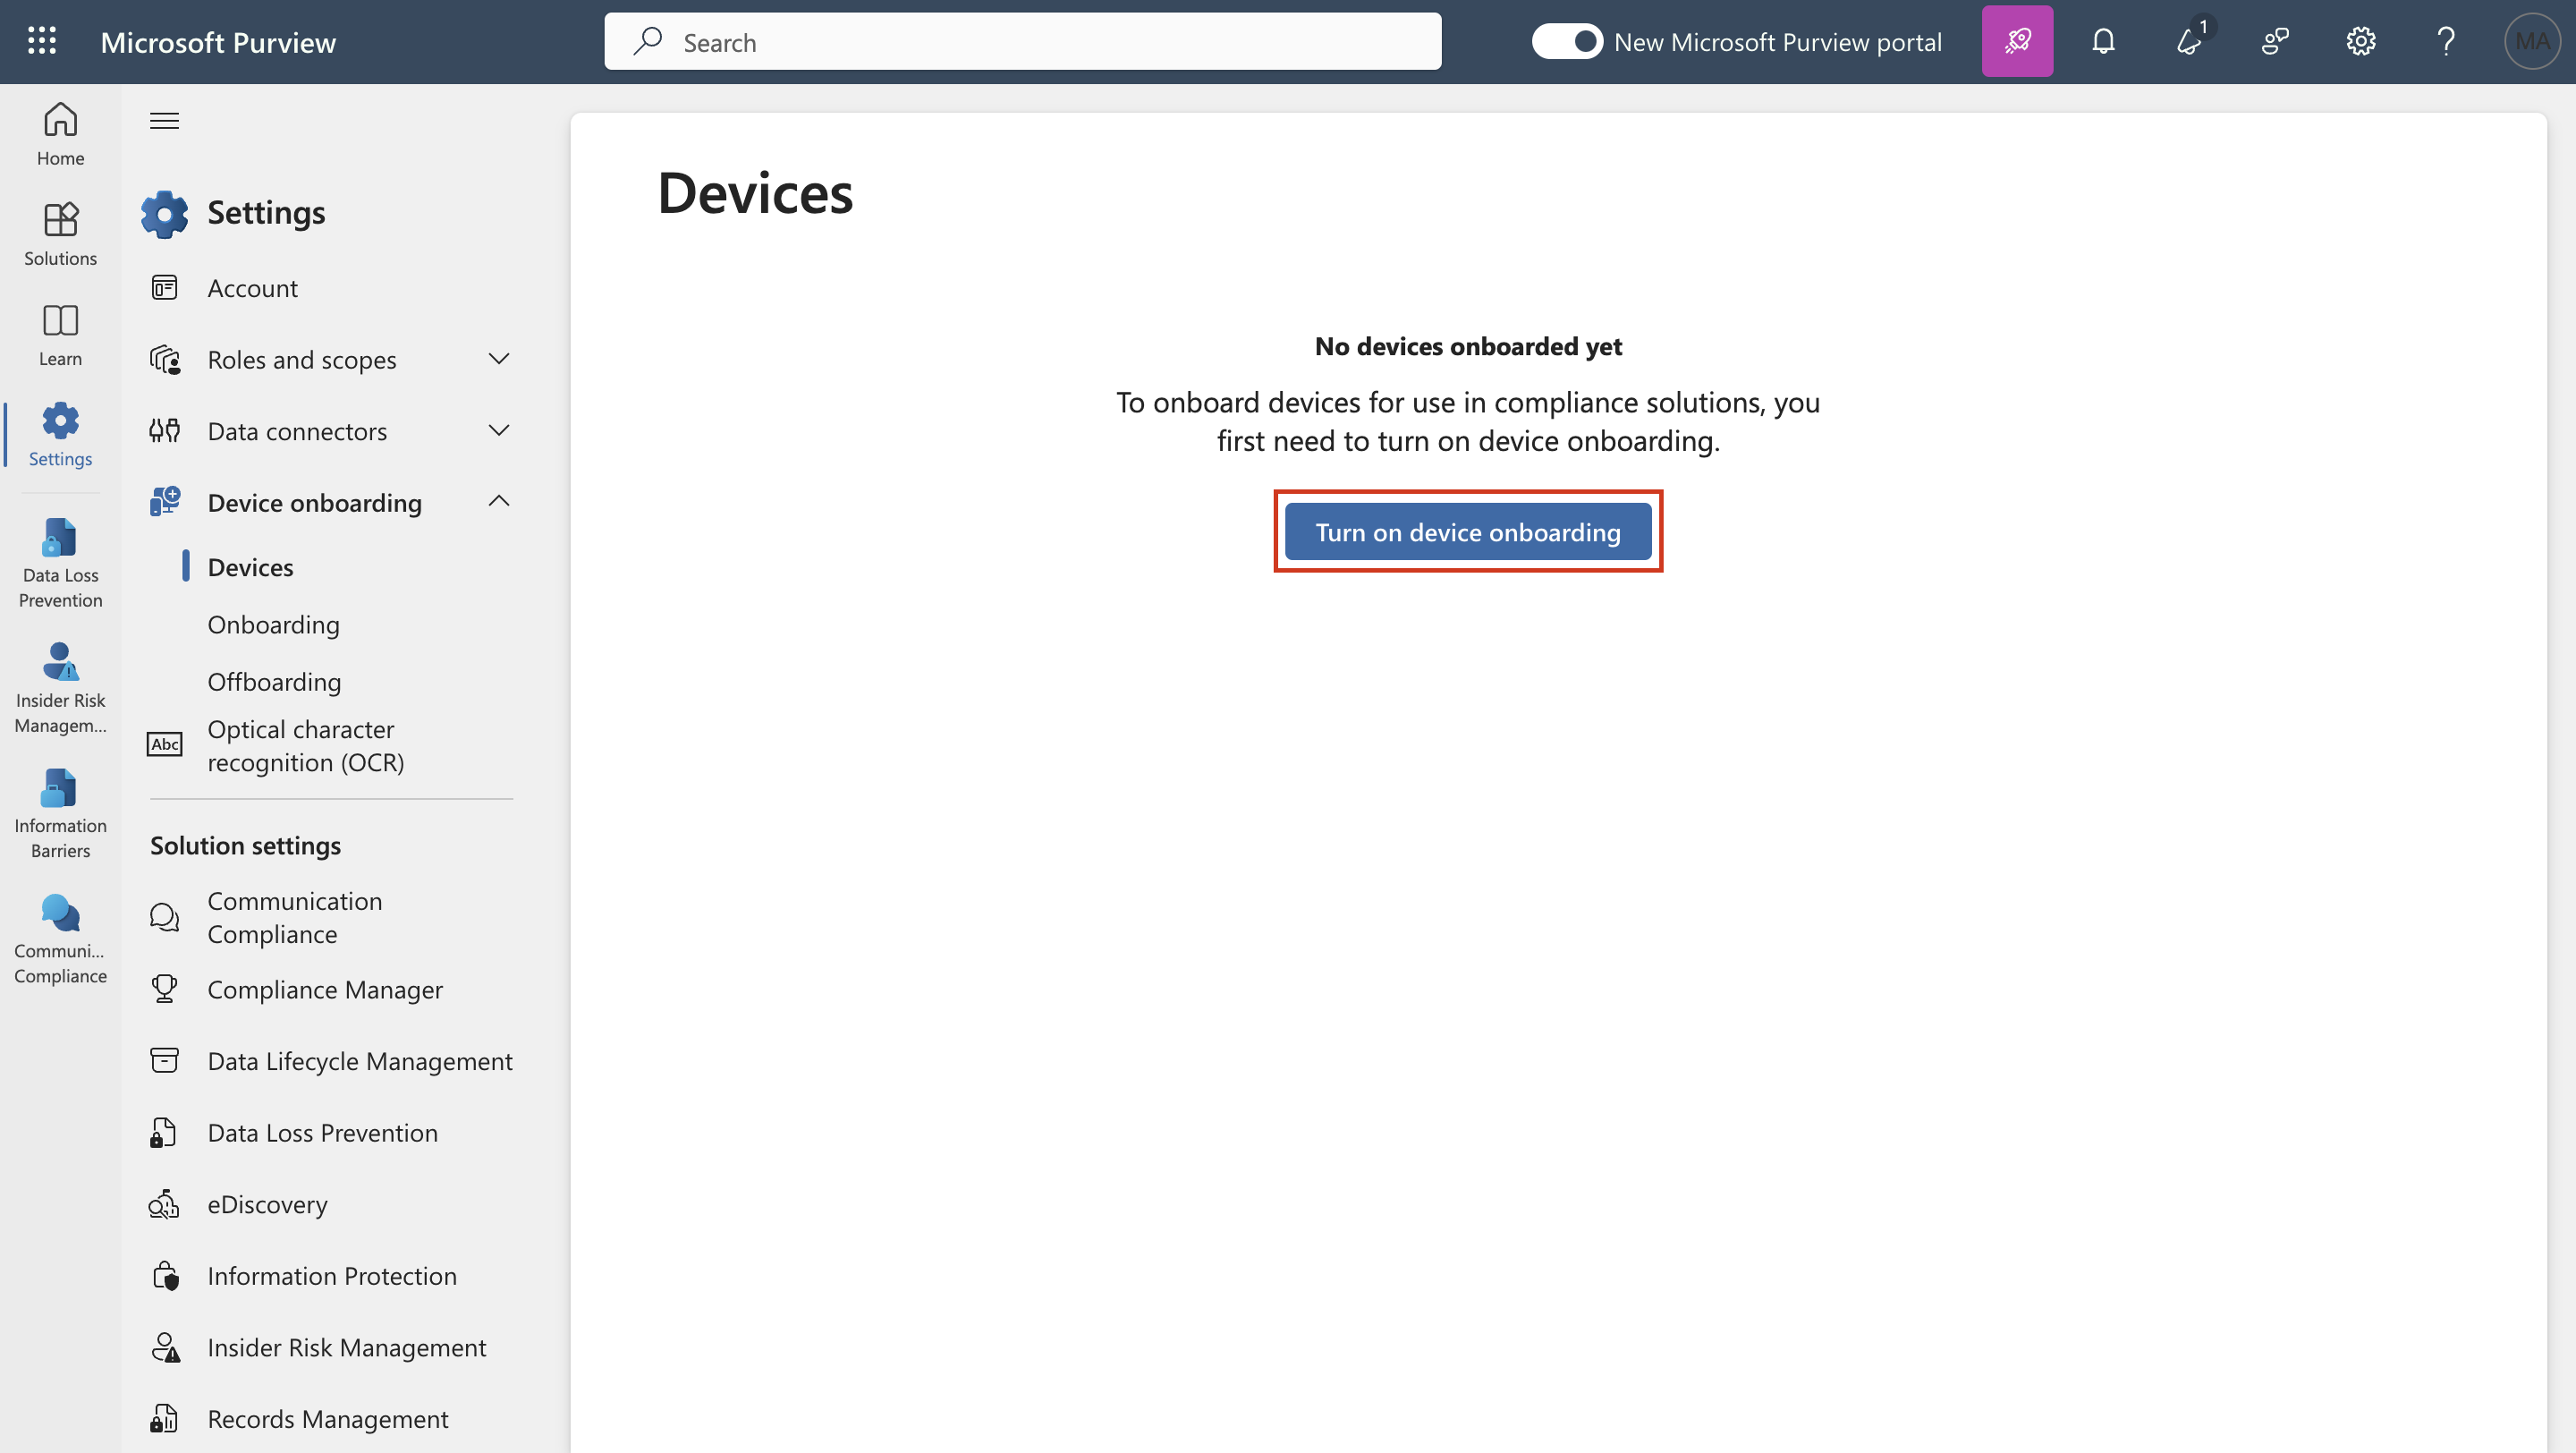 Microsoft Purview
Search
New Microsoft Purview portal
1
MA
Home
Solutions
Learn
Settings
Data Loss
Prevention
Insider Risk
Managem...
Information
Barriers
Communi...
Compliance
Settings
Account
Roles and scopes
Data connectors
Device onboarding
Devices
Onboarding
Offboarding
Abc
Optical character
recognition (OCR)
Solution settings
Communication
Compliance
Compliance Manager
Data Lifecycle Management
Data Loss Prevention
eDiscovery
Information Protection
Insider Risk Management
Records Management
Devices
No devices onboarded yet
To onboard devices for use in compliance solutions, you
first need to turn on device onboarding.
Turn on device onboarding